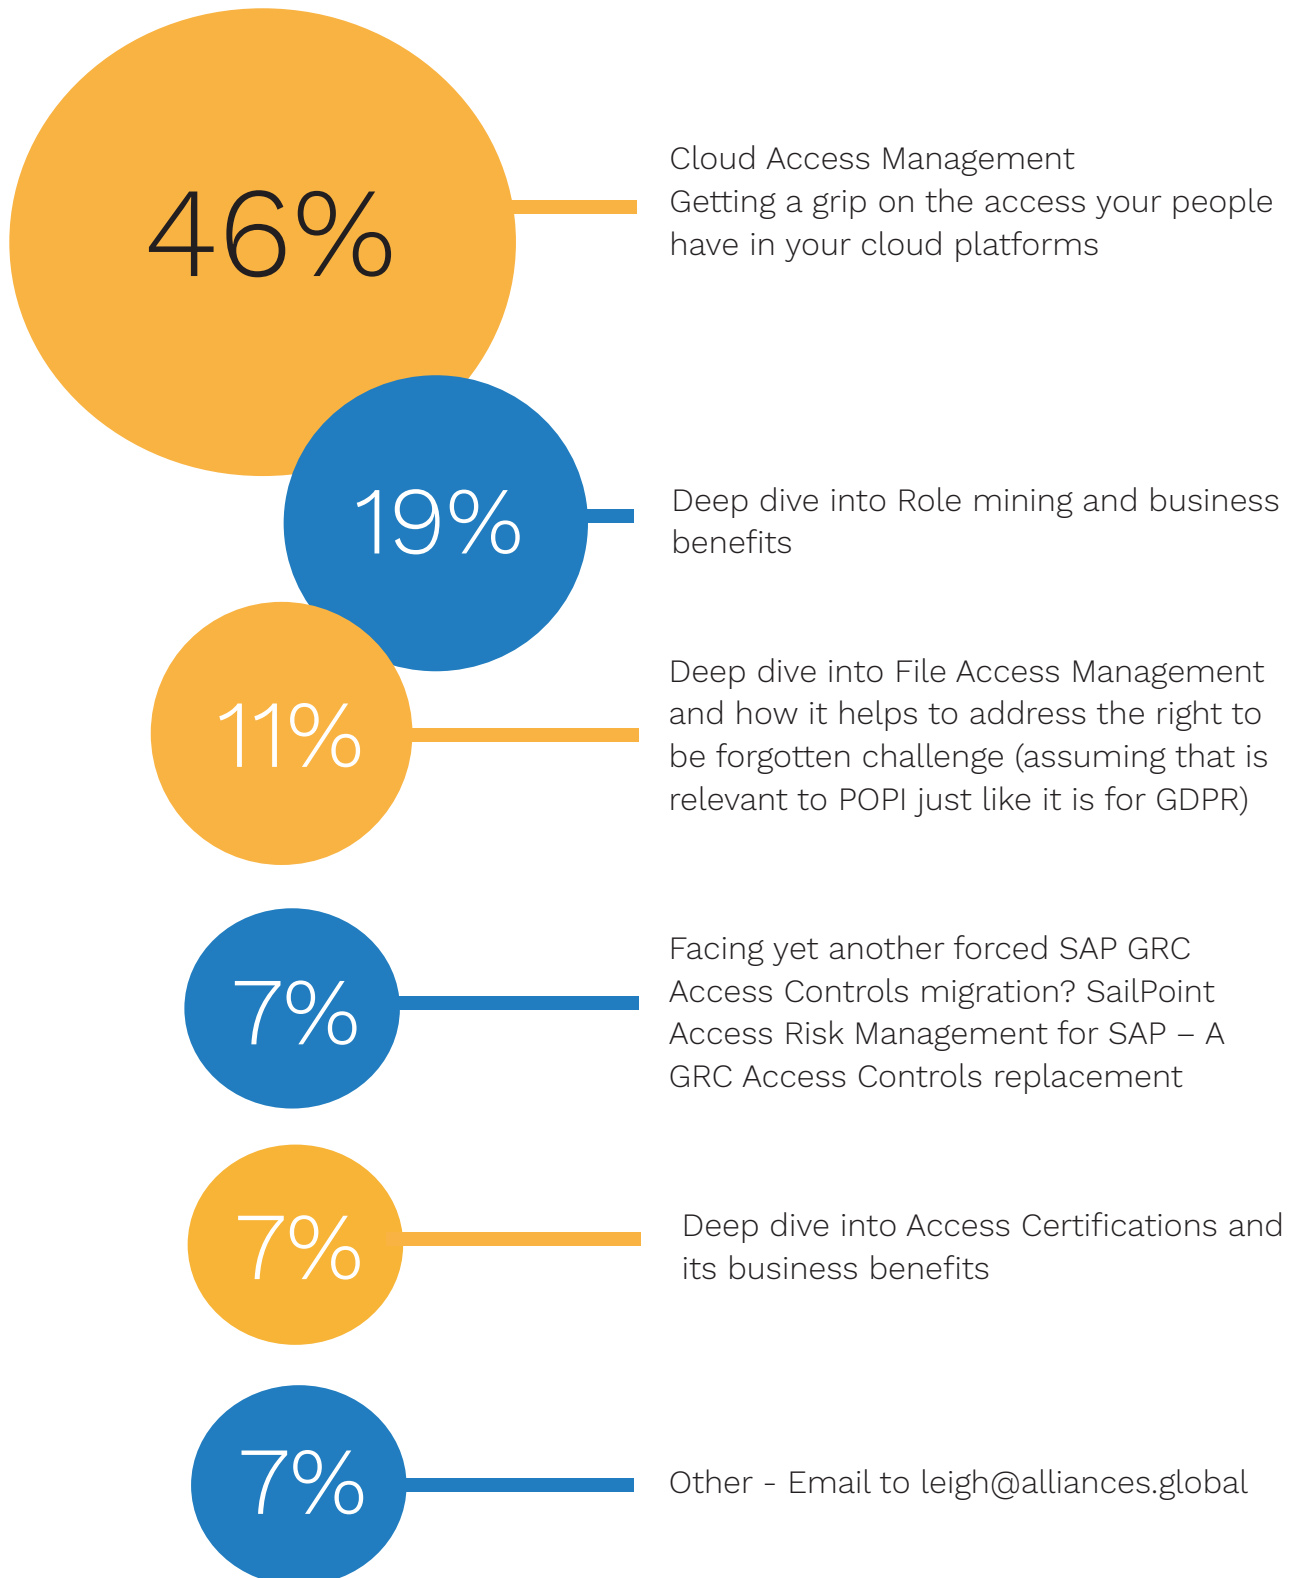 46%
Cloud Access Management
Getting a grip on the access your people
have in your cloud platforms
19%
Deep dive into Role mining and business
benefits
11%
Deep dive into File Access Management
and how it helps to address the right to
be forgotten challenge (assuming that is
relevant to POPI just like it is for GDPR)
7%
Facing yet another forced SAP GRC
Access Controls migration? SailPoint
Access Risk Management for SAP – A
GRC Access Controls replacement
7%
Deep dive into Access Certifications and
its business benefits
7%
Other - Email to leigh@alliances.global